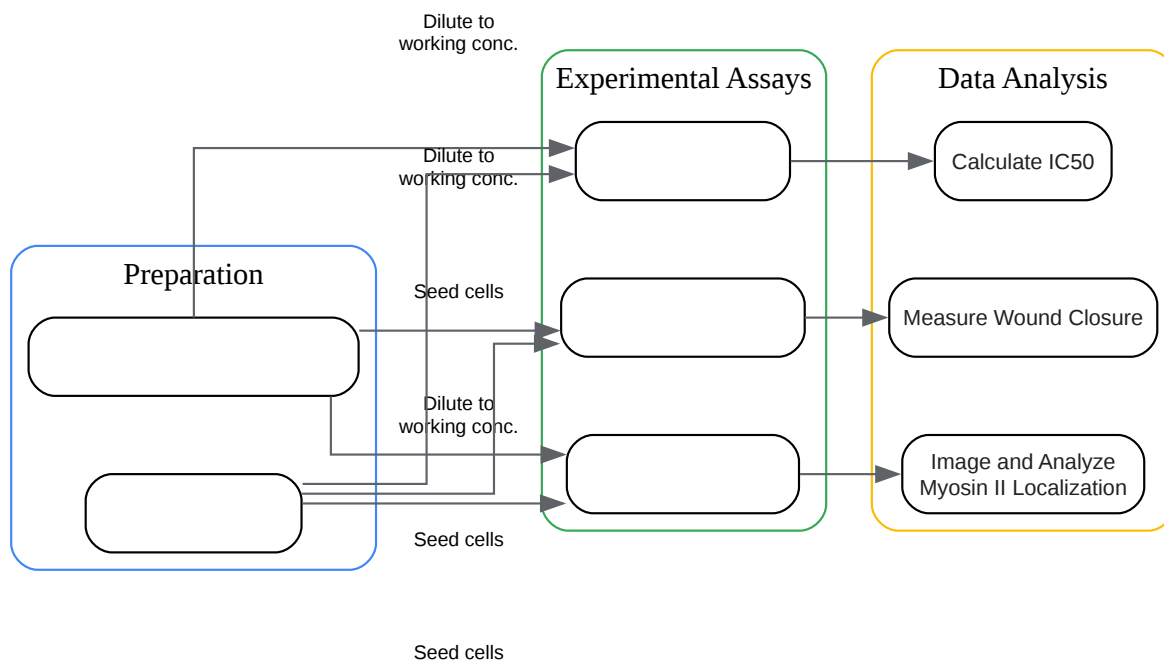 Dilute to
working conc.
Experimental Assays
Data Analysis
Dilute to
working conc.
Calculate IC50
Preparation
Seed cells
Measure Wound Closure
Dilute to
working conc.
Image and Analyze
Myosin II Localization
Seed cells
Seed cells